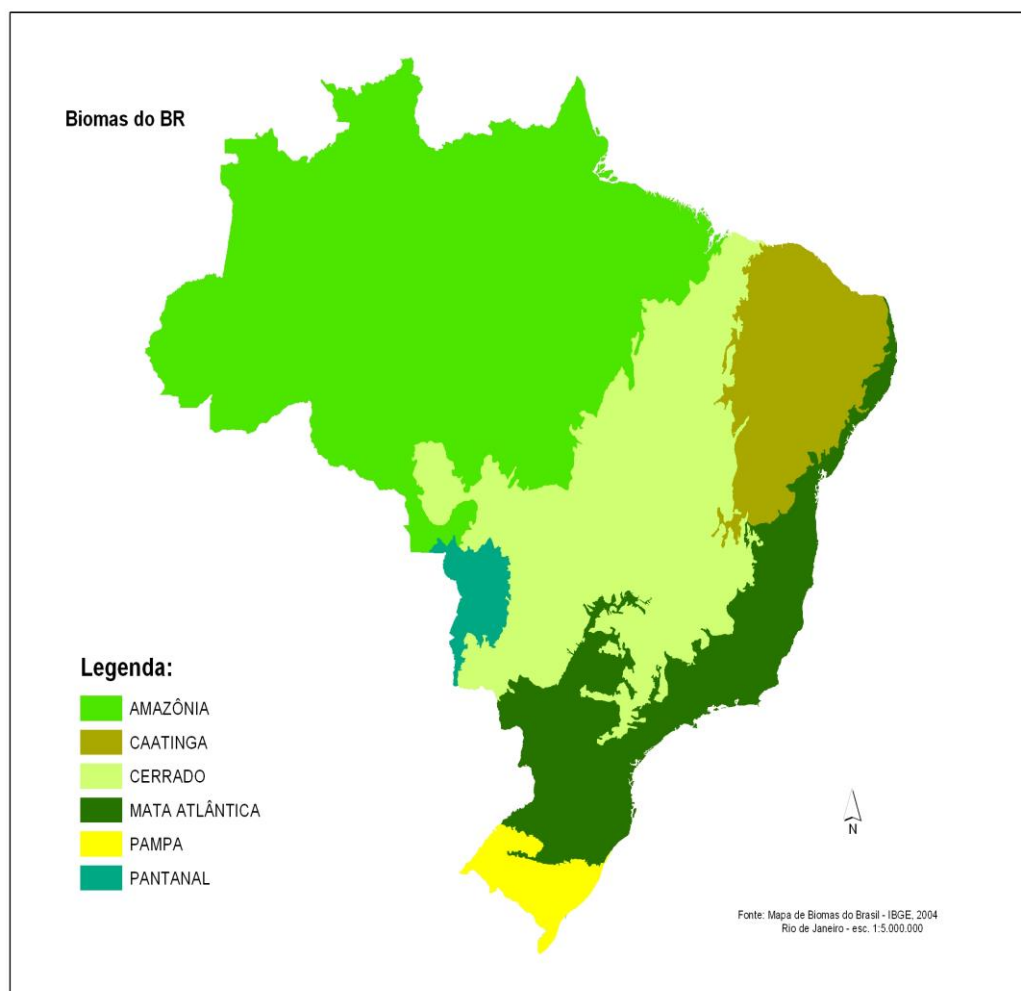 Biomas do BR
Legenda:
AMAZÔNIA
CAATINGA
CERRADO
MATA ATLÂNTICA
PAMPA
PANTANAL
N
Fonte: Mapa de Biomas do Brasil - IBGE, 2004
Rio de Janeiro - esc. 1:5.000.000